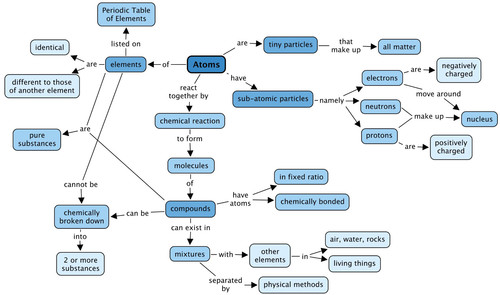 Periodic Table
of Elements
listed on
identical
are
elements
of
Atoms
are
tiny particles
that
make up
all matter
different to those
of another element
have
sub-atomic particles
namely
electrons
are
negatively
charged
move around
neutrons
make up
nucleus
protons
are
positively
charged
react
together by
chemical reaction
to form
molecules
of
pure
substances
are
cannot be
chemically
broken down
can be
compounds
have
atoms
in fixed ratio
chemically bonded
into
2 or more
substances
can exist in
mixtures
with
other
elements
in
air, water, rocks
living things
separated
by
physical methods